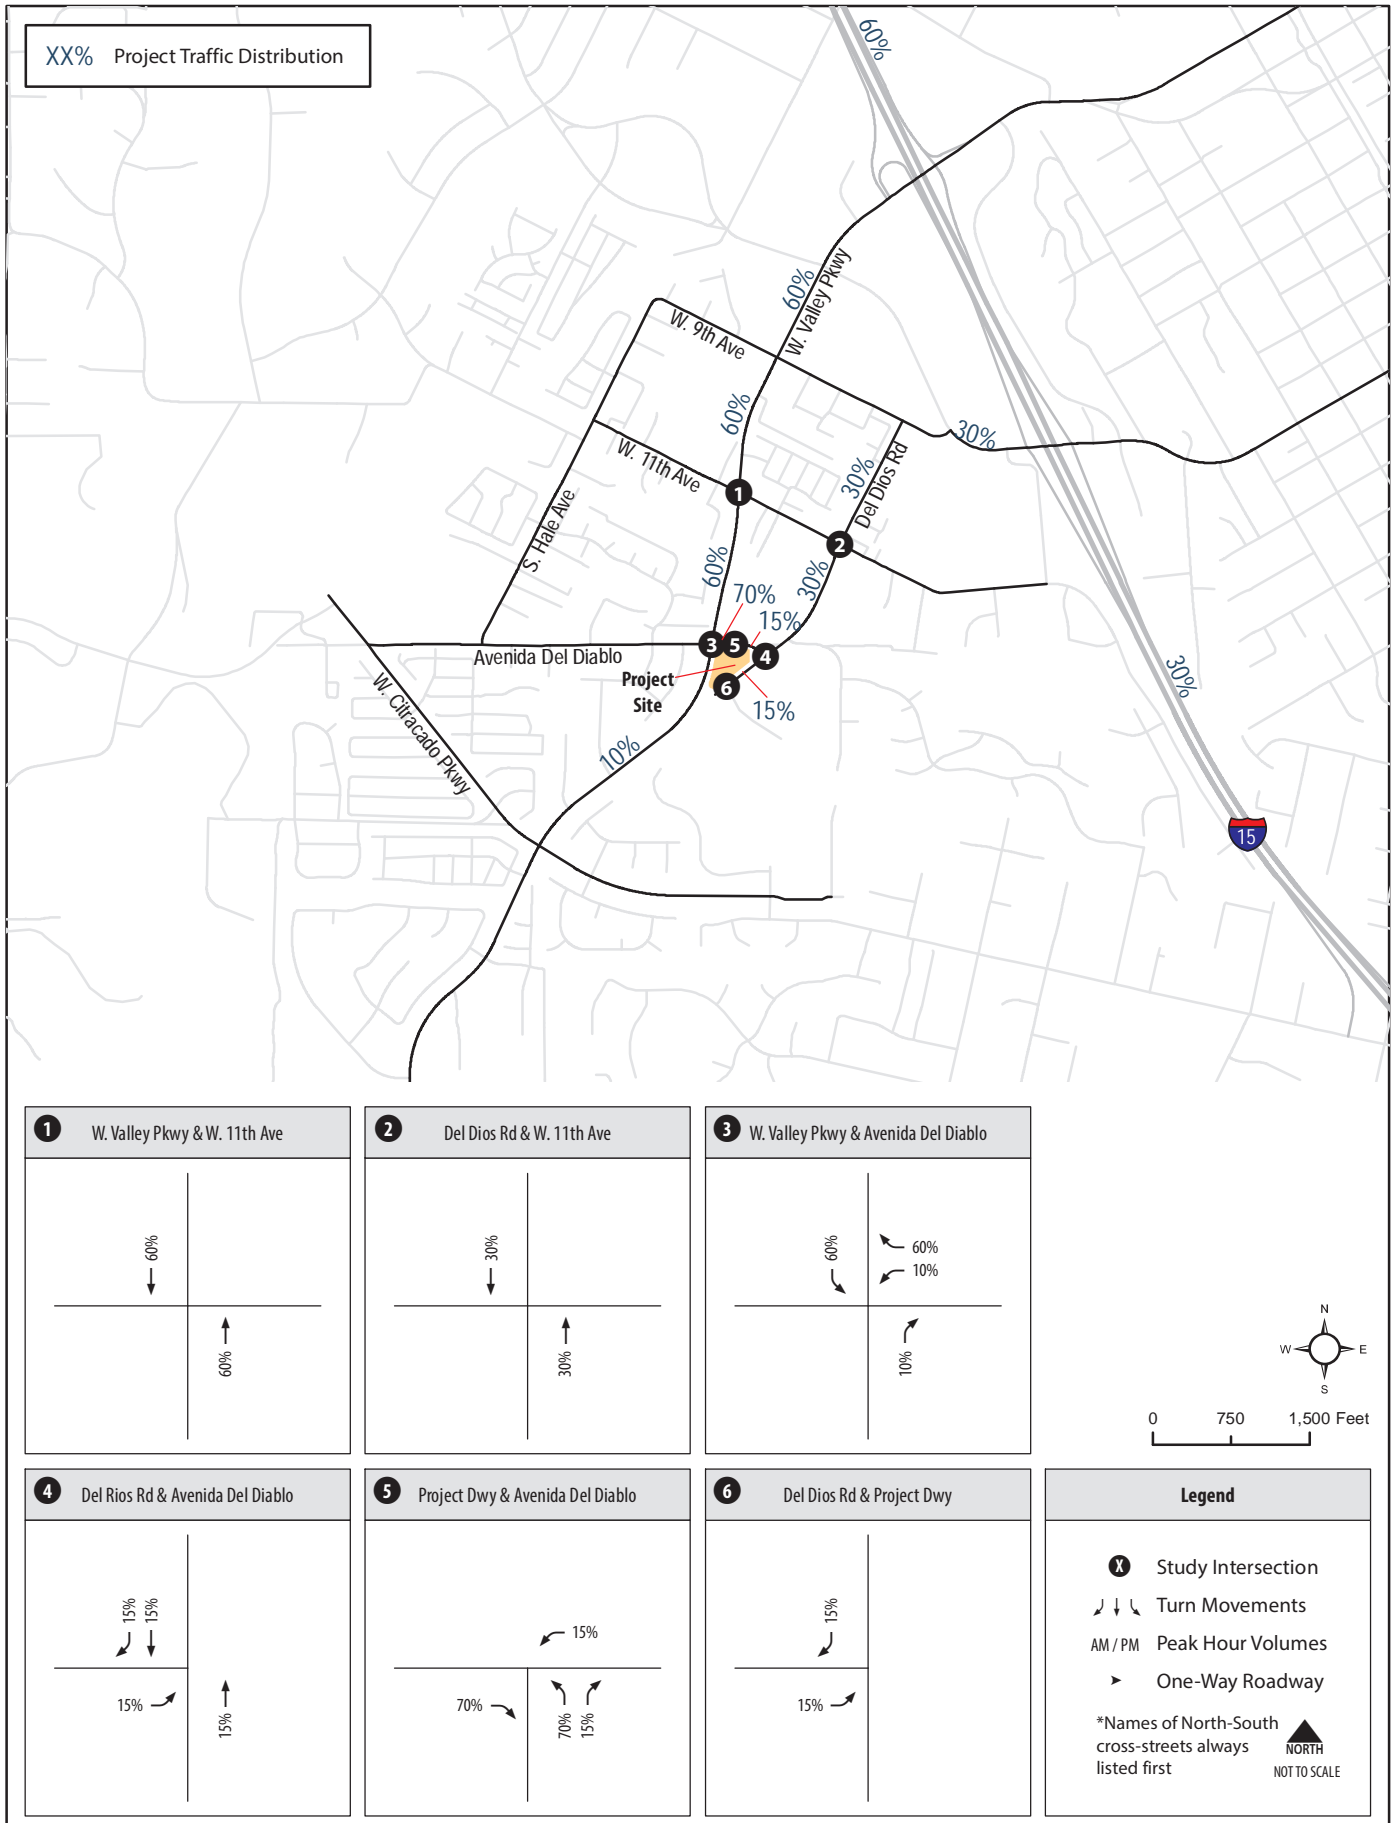 XX% Project Traffic Distribution
60%
60%
W. Valley Pkwy
W. 9th Ave
60%
30%
W. 11th Ave
30%
Del Dios Rd
1
S. Hale Ave
2
60%
30%
70%
15%
3
5
4
Avenida Del Diablo
Project
Site
6
15%
30%
W. Citracado Pkwy
10%
15
1 W. Valley Pkwy & W. 11th Ave
60%
60%
2 Del Dios Rd & W. 11th Ave
30%
30%
3 W. Valley Pkwy & Avenida Del Diablo
60%
60%
10%
10%
N
W E
S
0 750 1,500 Feet
4 Del Rios Rd & Avenida Del Diablo
15% 15%
15%
15%
5 Project Dwy & Avenida Del Diablo
15%
70%
70% 15%
6 Del Dios Rd & Project Dwy
15%
15%
Legend
X Study Intersection
Turn Movements
AM / PM Peak Hour Volumes
One-Way Roadway
*Names of North-South
cross-streets always
listed first
NORTH
NOT TO SCALE